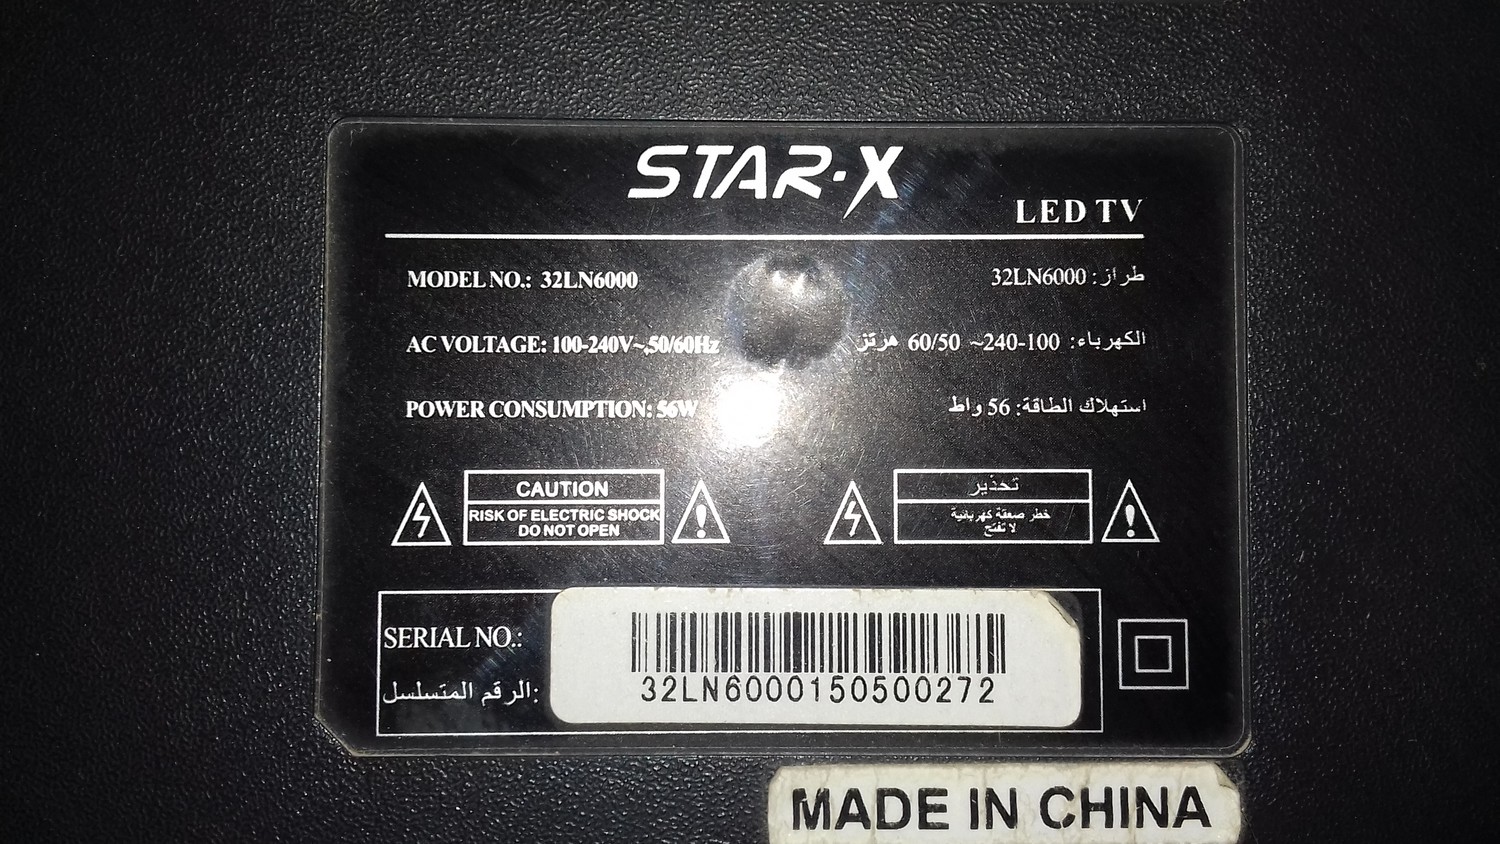 STAR-X
LED TV
MODEL NO.: 32LN6000
طراز: 32LN6000
AC VOLTAGE: 100-240V~,50/60Hz
الكهرباء: 100-240~ 60/50 هرتز
POWER CONSUMPTION: 56W
استهلاك الطاقة: 56 واط
CAUTION
RISK OF ELECTRIC SHOCK
DO NOT OPEN
تحذير
خطر صعقة كهربائية
لا تفتح
SERIAL NO.:
الرقم المتسلسل:
32LN6000150500272
MADE IN CHINA